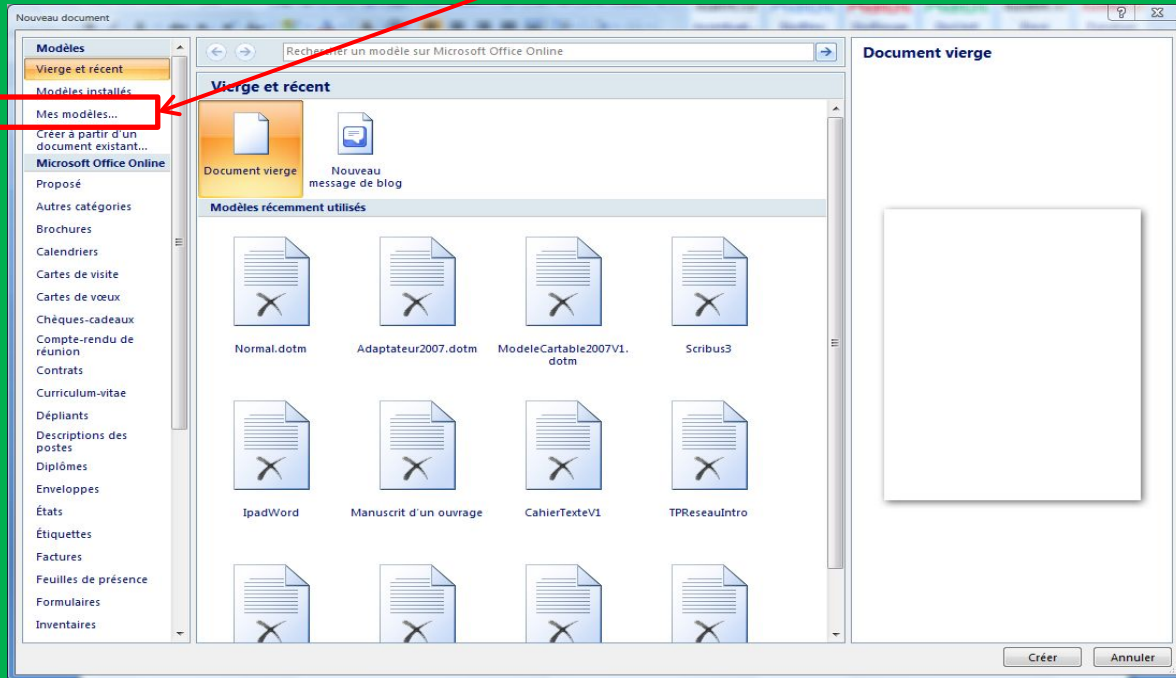 Nouveau document
Modèles
Vierge et récent
Modèles installés
Mes modèles...
Créer à partir d'un
document existant...
Microsoft Office Online
Proposé
Autres catégories
Brochures
Calendriers
Cartes de visite
Cartes de vœux
Chèques-cadeaux
Compte-rendu de
réunion
Contrats
Curriculum-vitae
Dépliants
Descriptions des
postes
Diplômes
Enveloppes
États
Étiquettes
Factures
Feuilles de présence
Formulaires
Inventaires
Rechercher un modèle sur Microsoft Office Online
Vierge et récent
Document vierge
Nouveau
message de blog
Modèles récemment utilisés
Normal.dotm
Adaptateur2007.dotm
ModeleCartable2007V1.
dotm
Scribus3
IpadWord
Manuscrit d'un ouvrage
CahierTexteV1
TPReseauIntro
Document vierge
Créer
Annuler